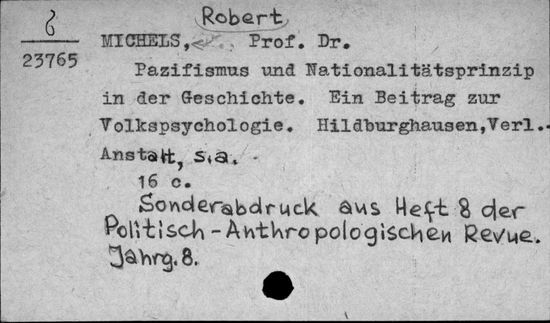 Robert
б
23765
MICHELS, Prof. Dr.
Pazifismus und Nationalitätsprinzip
in der Geschichte. Ein Beitrag zur
Volkspsychologie. Hildburghausen,Verl..
Anstalt, s.a.
16 c.
Sonderabdruck aus Heft 8 der
Politisch-Anthropologischen Revue.
Jahrg. 8.